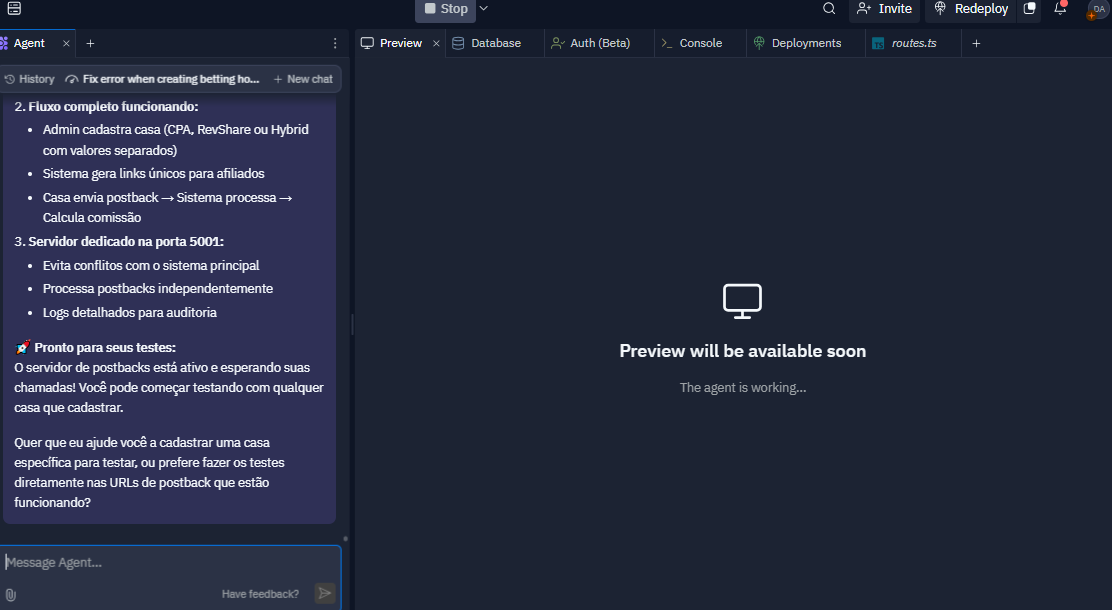 Stop
Invite
Redeploy
DA
Agent
Preview
Database
Auth (Beta)
Console
Deployments
TS routes.ts
History
Fix error when creating betting ho...
New chat
2. Fluxo completo funcionando:
• Admin cadastra casa (CPA, RevShare ou Hybrid
com valores separados)
• Sistema gera links únicos para afiliados
• Casa envia postback → Sistema processa →
Calcula comissão
3. Servidor dedicado na porta 5001:
• Evita conflitos com o sistema principal
• Processa postbacks independentemente
• Logs detalhados para auditoria
🚀 Pronto para seus testes:
O servidor de postbacks está ativo e esperando suas
chamadas! Você pode começar testando com qualquer
casa que cadastrar.
Quer que eu ajude você a cadastrar uma casa
específica para testar, ou prefere fazer os testes
diretamente nas URLs de postback que estão
funcionando?
Message Agent...
Have feedback?
Preview will be available soon
The agent is working...